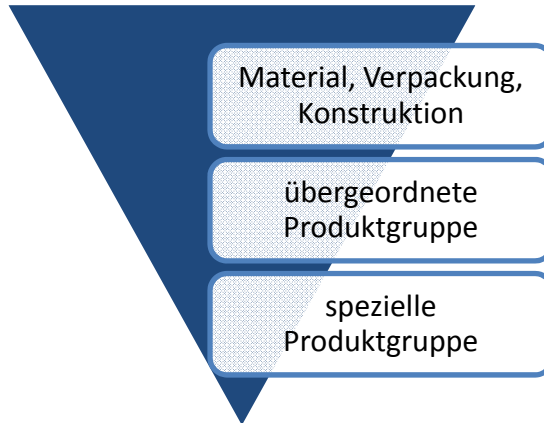 Material, Verpackung,
Konstruktion
übergeordnete
Produktgruppe
spezielle
Produktgruppe